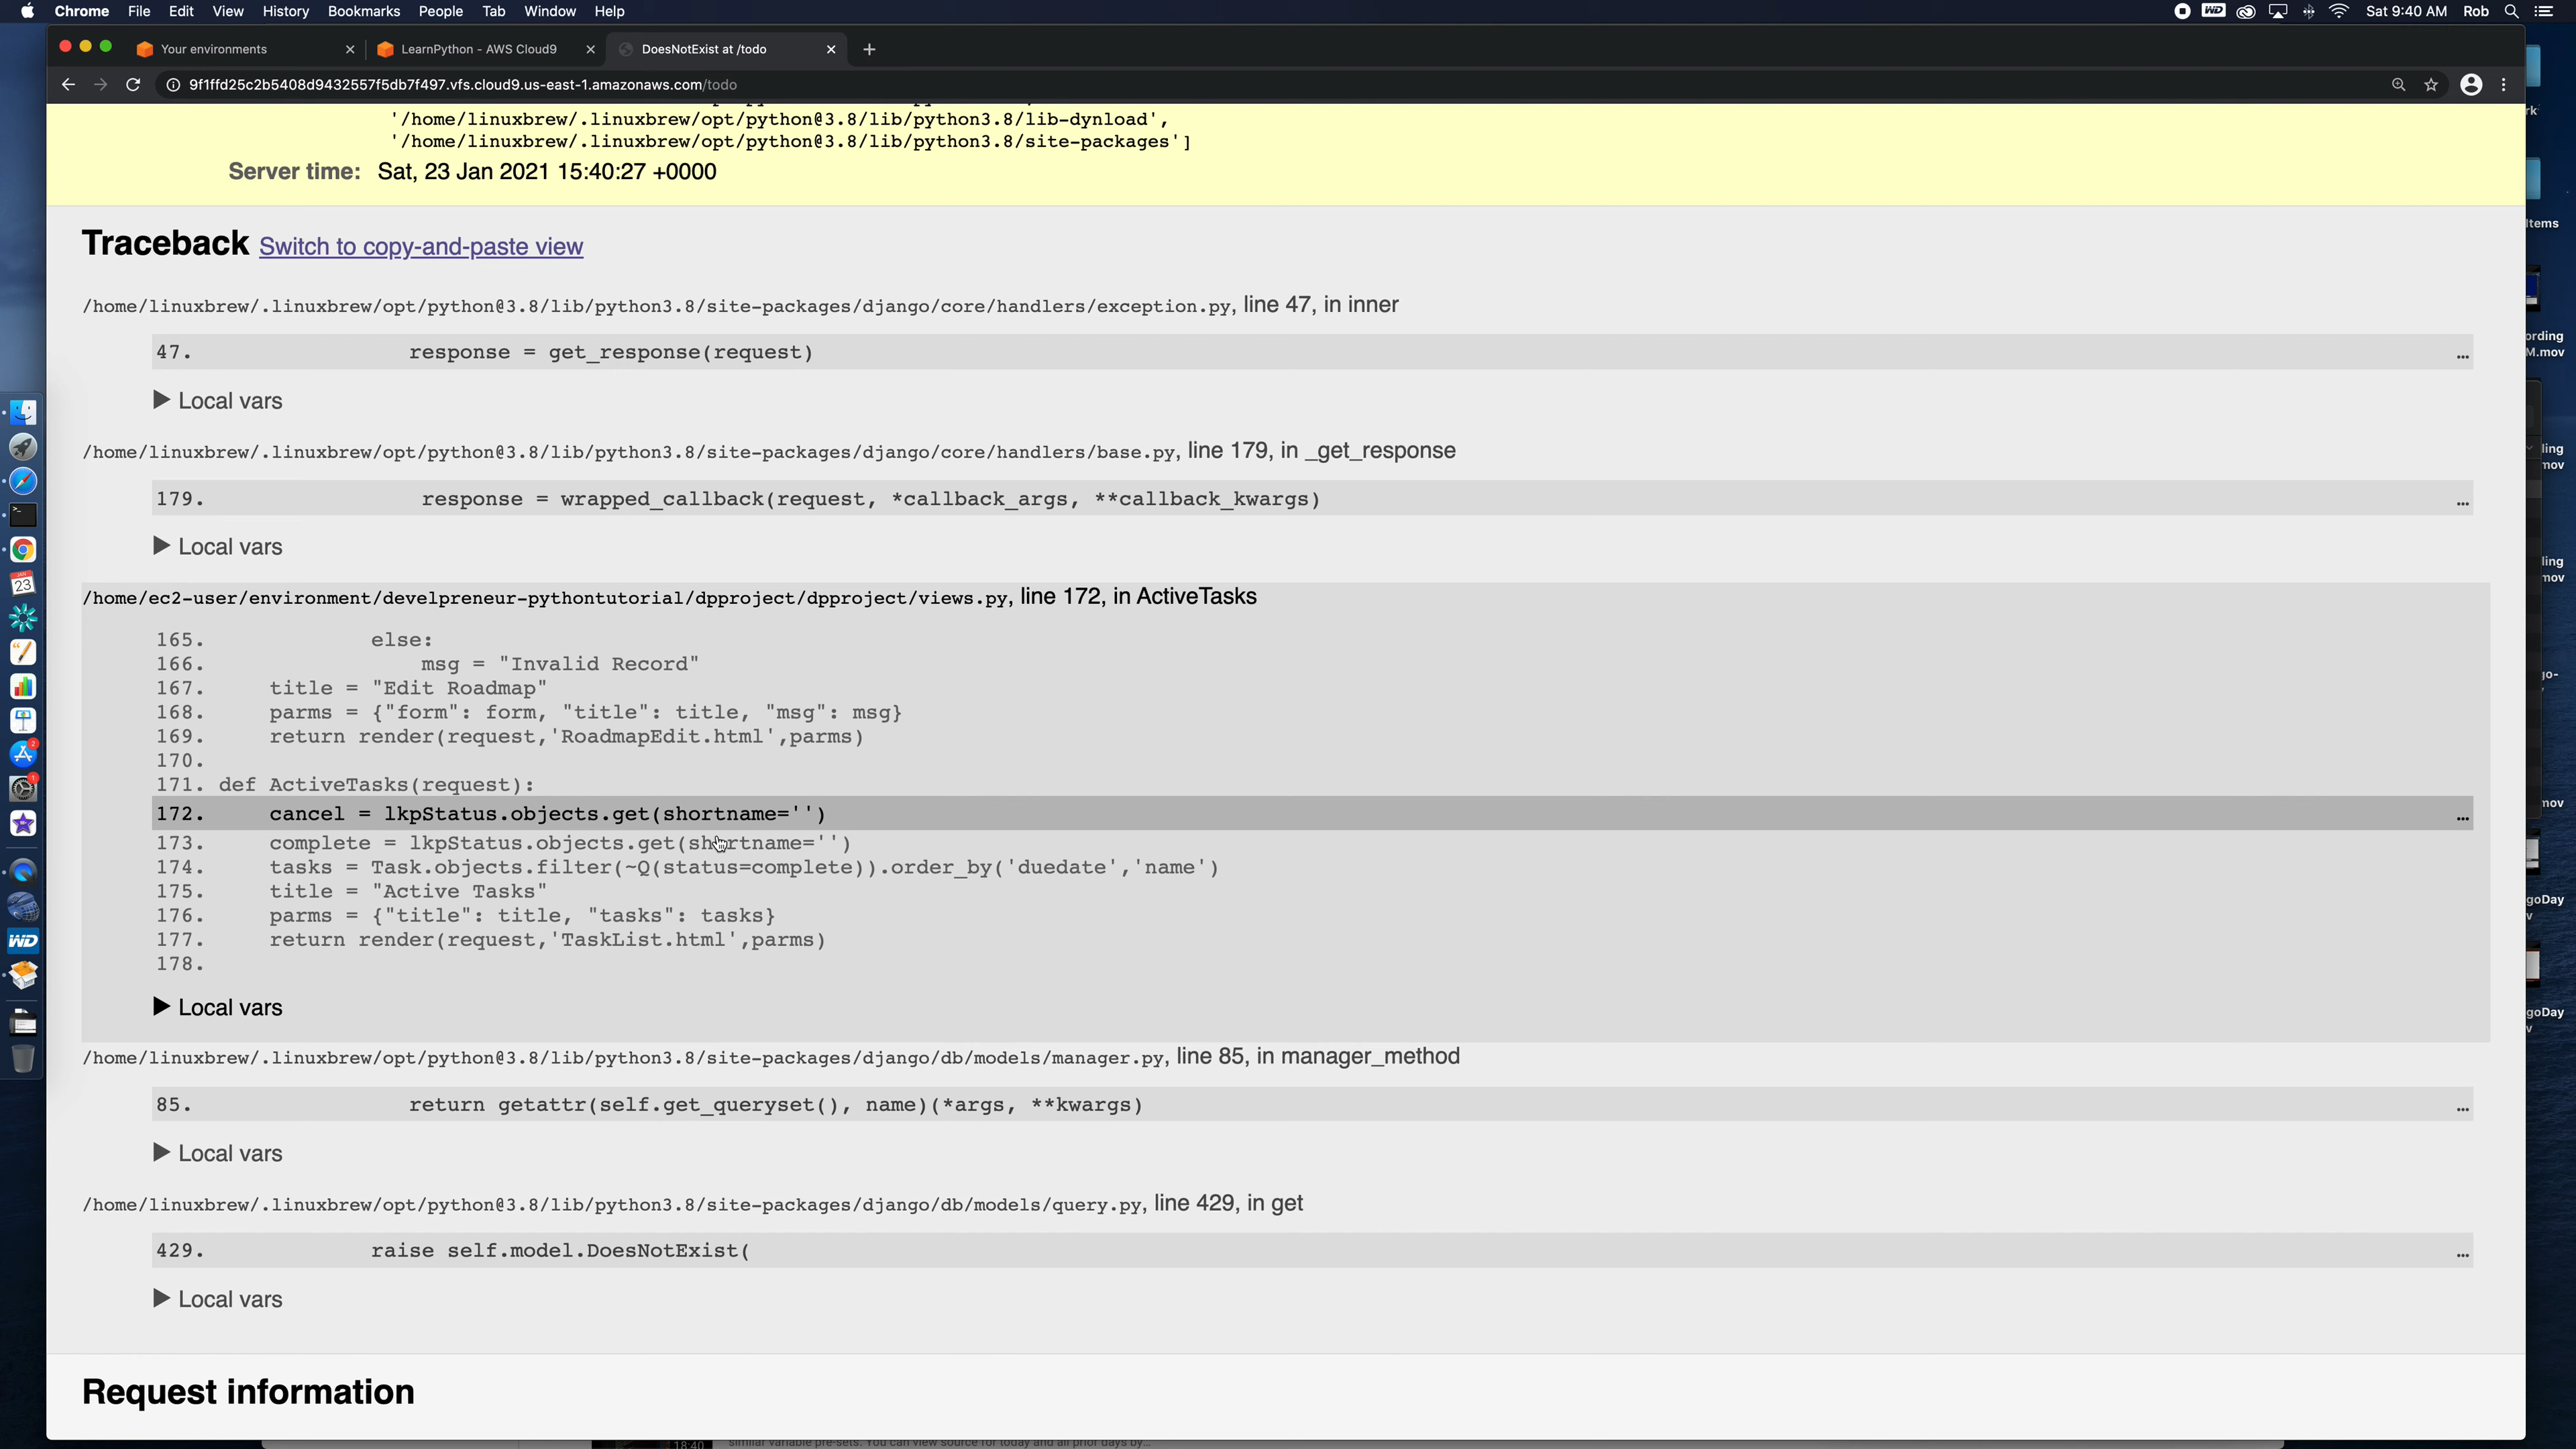 Chrome File Edit View History Bookmarks People Tab Window Help WD Sat 9:40 AM Rob
Your environments LearnPython - AWS Cloud9 DoesNotExist at /todo
9f1ffd25c2b5408d9432557f5db7f497.vfs.cloud9.us-east-1.amazonaws.com/todo
'/home/linuxbrew/.linuxbrew/opt/python@3.8/lib/python3.8/lib-dynload',
'/home/linuxbrew/.linuxbrew/opt/python@3.8/lib/python3.8/site-packages']
Server time: Sat, 23 Jan 2021 15:40:27 +0000
Traceback Switch to copy-and-paste view
/home/linuxbrew/.linuxbrew/opt/python@3.8/lib/python3.8/site-packages/django/core/handlers/exception.py, line 47, in inner
47. response = get_response(request) …
▶ Local vars
/home/linuxbrew/.linuxbrew/opt/python@3.8/lib/python3.8/site-packages/django/core/handlers/base.py, line 179, in _get_response
179. response = wrapped_callback(request, *callback_args, **callback_kwargs) …
▶ Local vars
/home/ec2-user/environment/develpreneur-pythontutorial/dpproject/dpproject/views.py, line 172, in ActiveTasks
165. else:
166. msg = "Invalid Record"
167. title = "Edit Roadmap"
168. parms = {"form": form, "title": title, "msg": msg}
169. return render(request,'RoadmapEdit.html',parms)
170.
171. def ActiveTasks(request):
172. cancel = lkpStatus.objects.get(shortname='') …
173. complete = lkpStatus.objects.get(shortname='')
174. tasks = Task.objects.filter(~Q(status=complete)).order_by('duedate','name')
175. title = "Active Tasks"
176. parms = {"title": title, "tasks": tasks}
177. return render(request,'TaskList.html',parms)
178.
▶ Local vars
/home/linuxbrew/.linuxbrew/opt/python@3.8/lib/python3.8/site-packages/django/db/models/manager.py, line 85, in manager_method
85. return getattr(self.get_queryset(), name)(*args, **kwargs) …
▶ Local vars
/home/linuxbrew/.linuxbrew/opt/python@3.8/lib/python3.8/site-packages/django/db/models/query.py, line 429, in get
429. raise self.model.DoesNotExist( …
▶ Local vars
Request information